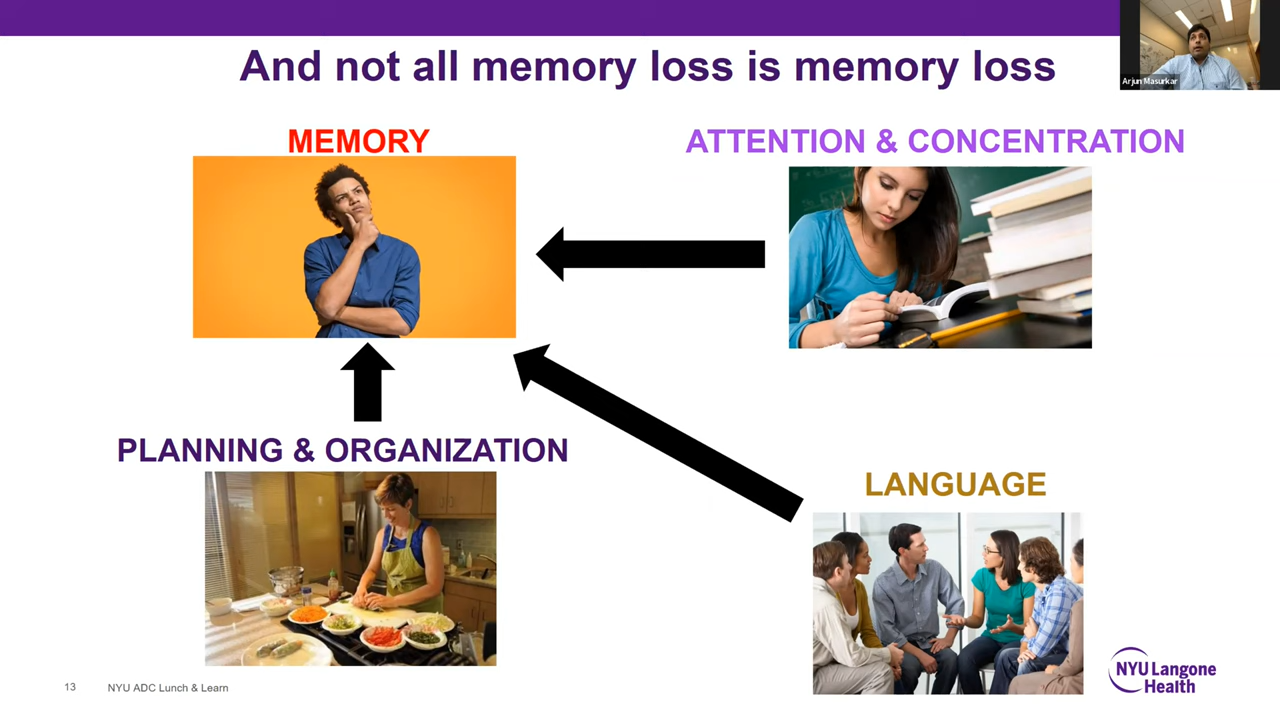 And not all memory loss is memory loss
Arjun Masurkar
MEMORY
ATTENTION & CONCENTRATION
PLANNING & ORGANIZATION
LANGUAGE
13
NYU ADC Lunch & Learn
NYU Langone
Health